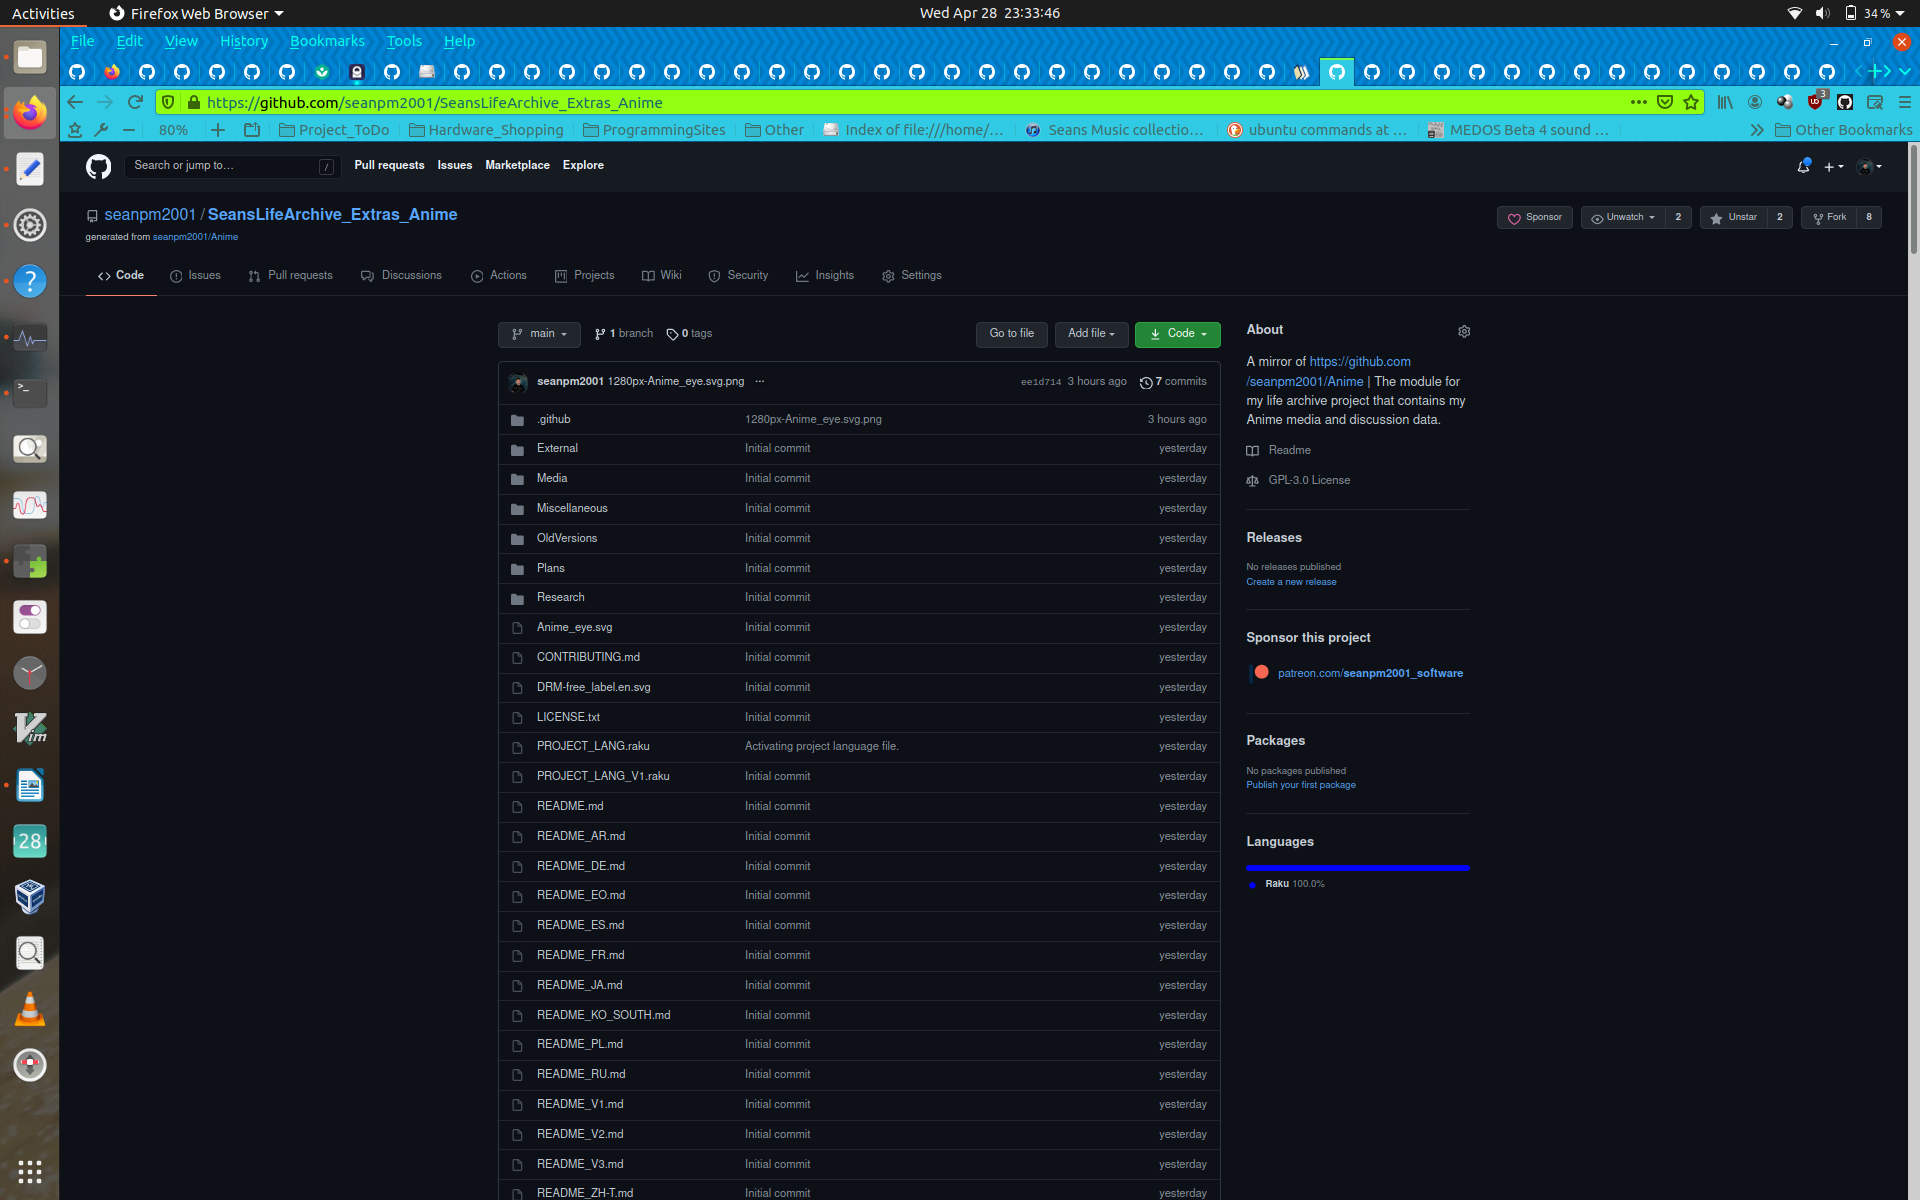 Activities Firefox Web Browser Wed Apr 28 23:33:46 34 %
File Edit View History Bookmarks Tools Help
https://github.com/seanpm2001/SeansLifeArchive_Extras_Anime 3
80% Project_ToDo Hardware_Shopping ProgrammingSites Other Index of file:///home/... Seans Music collectio... ubuntu commands at ... MEDOS Beta 4 sound ... Other Bookmarks
Search or jump to... / Pull requests Issues Marketplace Explore
seanpm2001 / SeansLifeArchive_Extras_Anime Sponsor Unwatch 2 Unstar 2 Fork 8
generated from seanpm2001/Anime
Code Issues Pull requests Discussions Actions Projects Wiki Security Insights Settings
main 1 branch 0 tags Go to file Add file Code
seanpm2001 1280px-Anime_eye.svg.png ... ee1d714 3 hours ago 7 commits
.github 1280px-Anime_eye.svg.png 3 hours ago
External Initial commit yesterday
Media Initial commit yesterday
Miscellaneous Initial commit yesterday
OldVersions Initial commit yesterday
Plans Initial commit yesterday
Research Initial commit yesterday
Anime_eye.svg Initial commit yesterday
CONTRIBUTING.md Initial commit yesterday
DRM-free_label.en.svg Initial commit yesterday
LICENSE.txt Initial commit yesterday
PROJECT_LANG.raku Activating project language file. yesterday
PROJECT_LANG_V1.raku Initial commit yesterday
README.md Initial commit yesterday
README_AR.md Initial commit yesterday
README_DE.md Initial commit yesterday
README_EO.md Initial commit yesterday
README_ES.md Initial commit yesterday
README_FR.md Initial commit yesterday
README_JA.md Initial commit yesterday
README_KO_SOUTH.md Initial commit yesterday
README_PL.md Initial commit yesterday
README_RU.md Initial commit yesterday
README_V1.md Initial commit yesterday
README_V2.md Initial commit yesterday
README_V3.md Initial commit yesterday
README_ZH-T.md Initial commit yesterday
About
A mirror of https://github.com
/seanpm2001/Anime | The module for
my life archive project that contains my
Anime media and discussion data.
Readme
GPL-3.0 License
Releases
No releases published
Create a new release
Sponsor this project
patreon.com/seanpm2001_software
Packages
No packages published
Publish your first package
Languages
Raku 100.0%
?
>_
Vim
28